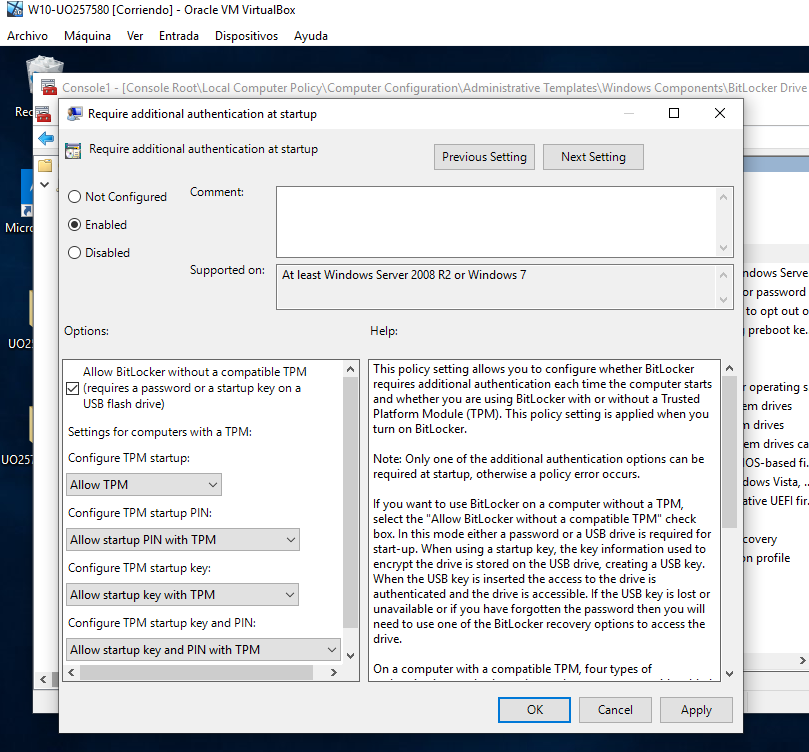 W10-UO257580 [Corriendo] - Oracle VM VirtualBox
Archivo Máquina Ver Entrada Dispositivos Ayuda
Console1 - [Console Root\Local Computer Policy\Computer Configuration\Administrative Templates\Windows Components\BitLocker Drive
Rec
Require additional authentication at startup
Require additional authentication at startup
Previous Setting
Next Setting
Not Configured
Enabled
Disabled
Comment:
Supported on:
At least Windows Server 2008 R2 or Windows 7
Micro
UO25
UO257
Options:
Help:
Allow BitLocker without a compatible TPM
(requires a password or a startup key on a
USB flash drive)
Settings for computers with a TPM:
Configure TPM startup:
Allow TPM
Configure TPM startup PIN:
Allow startup PIN with TPM
Configure TPM startup key:
Allow startup key with TPM
Configure TPM startup key and PIN:
Allow startup key and PIN with TPM
This policy setting allows you to configure whether BitLocker
requires additional authentication each time the computer starts
and whether you are using BitLocker with or without a Trusted
Platform Module (TPM). This policy setting is applied when you
turn on BitLocker.
Note: Only one of the additional authentication options can be
required at startup, otherwise a policy error occurs.
If you want to use BitLocker on a computer without a TPM,
select the "Allow BitLocker without a compatible TPM" check
box. In this mode either a password or a USB drive is required for
start-up. When using a startup key, the key information used to
encrypt the drive is stored on the USB drive, creating a USB key.
When the USB key is inserted the access to the drive is
authenticated and the drive is accessible. If the USB key is lost or
unavailable or if you have forgotten the password then you will
need to use one of the BitLocker recovery options to access the
drive.
On a computer with a compatible TPM, four types of
ndows Serve
or password
to opt out o
preboot ke...
r operating s
em drives
m drives
em drives ca
IOS-based fi...
dows Vista, ...
ative UEFI fir...
covery
on profile
OK
Cancel
Apply